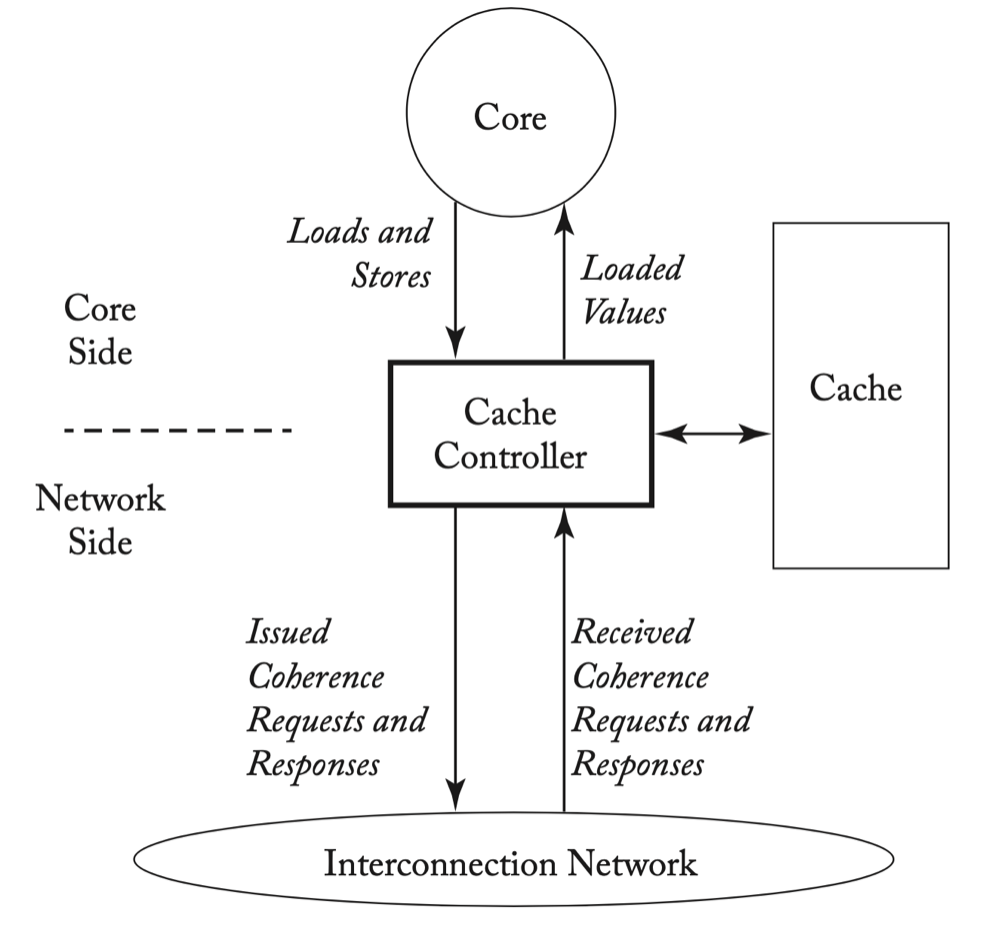 Core
Loads and
Stores
Loaded
Values
Core
Side
Cache
Cache
Controller
Network
Side
Issued
Coherence
Requests and
Responses
Received
Coherence
Requests and
Responses
Interconnection Network